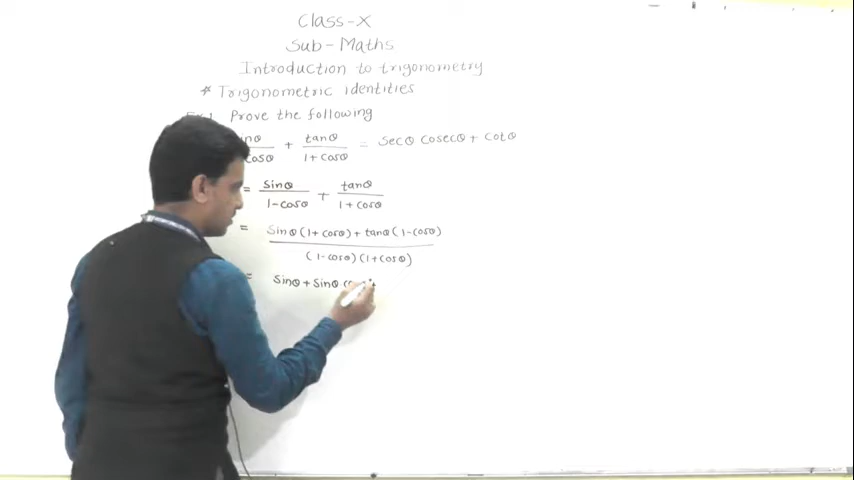 Class-X
Sub-Maths
Introduction to trigonometry
* Trigonometric identities
Prove the following
+ tanθ / 1+cosθ = Secθ Cosecθ + Cotθ
= Sinθ / 1-cosθ + tanθ / 1+cosθ
= Sinθ(1+cosθ)+tanθ(1-cosθ) / (1-cosθ)(1+cosθ)
= Sinθ+Sinθ